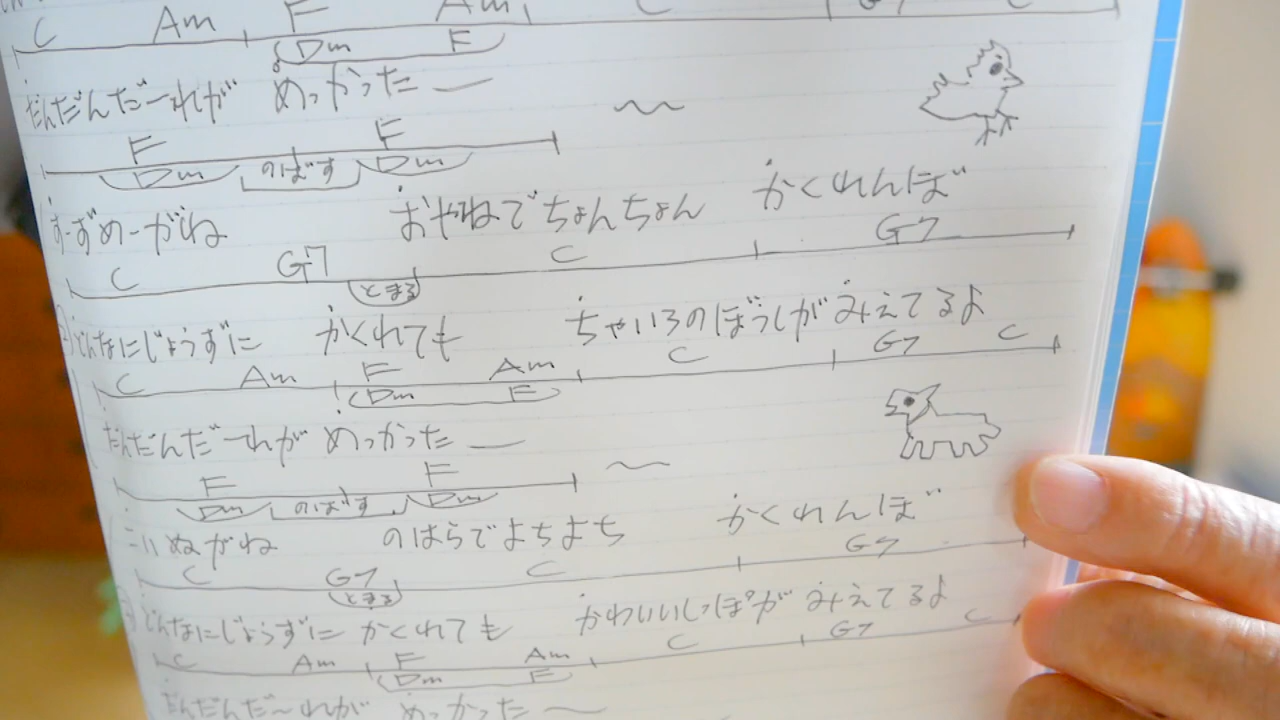 C Am F Am C G7 C
Dm F
だんだんだーれが めっかった
F F
Dm のばす Dm
すーずめーがね おやねでちょんちょん かくれんぼ
C G7 C G7
とまる
どんなにじょうずに かくれても ちゃいろのぼうしが みえてるよ
C Am F Am C G7 C
Dm F
だんだんだーれが めっかった
F F
Dm のばす Dm
こいぬがね のはらでよちよち かくれんぼ
C G7 C G7
とまる
どんなにじょうずに かくれても かわいいしっぽが みえてるよ
C Am F Am C G7 C
Dm F
だんだんだ〜れが めっかった